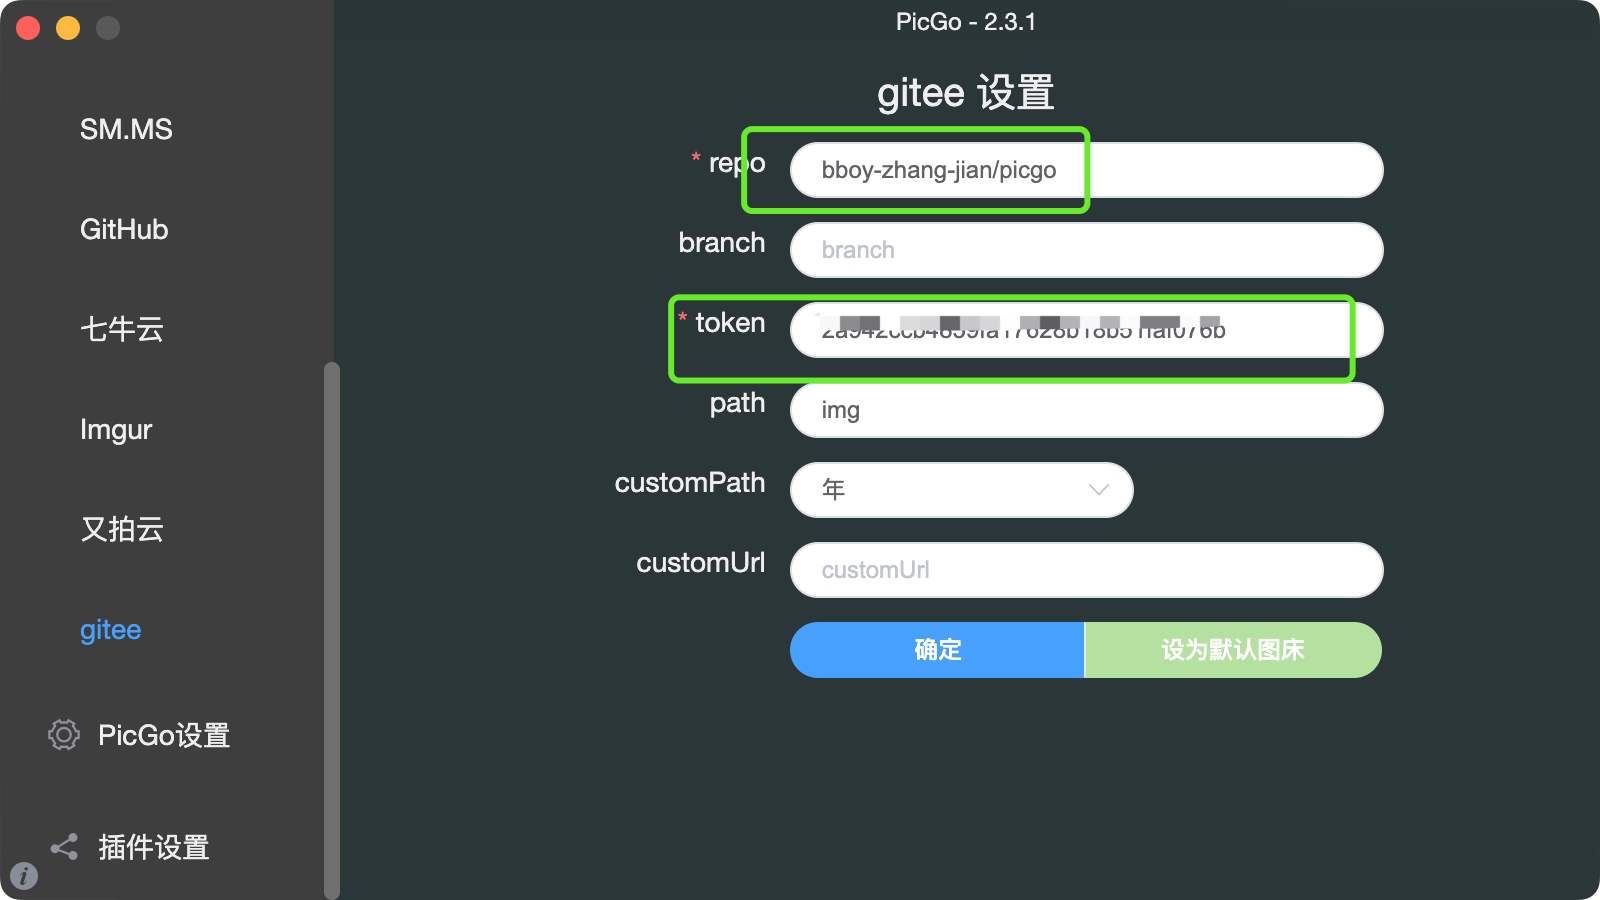 PicGo - 2.3.1
SM.MS
GitHub
七牛云
Imgur
又拍云
gitee
PicGo设置
插件设置
gitee 设置
* repo
bboy-zhang-jian/picgo
branch
branch
* token
path
img
customPath
年
customUrl
customUrl
确定
设为默认图床